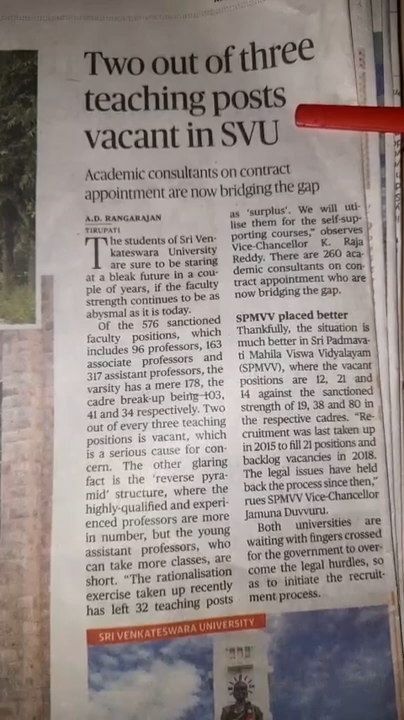 Two out of three
teaching posts
vacant in SVU
Academic consultants on contract
appointment are now bridging the gap
A.D. RANGARAJAN
TIRUPATI
The students of Sri Ven-
kateswara University
are sure to be staring
at a bleak future in a cou-
ple of years, if the faculty
strength continues to be as
abysmal as it is today.
Of the 576 sanctioned
faculty positions, which
includes 96 professors, 163
associate professors and
317 assistant professors, the
varsity has a mere 178, the
cadre break-up being 103,
41 and 34 respectively. Two
out of every three teaching
positions is vacant, which
is a serious cause for con-
cern. The other glaring
fact is the 'reverse pyra-
mid' structure, where the
highly-qualified and experi-
enced professors are more
in number, but the young
assistant professors, who
can take more classes, are
short. "The rationalisation
exercise taken up recently
has left 32 teaching posts
as 'surplus'. We will uti-
lise them for the self-sup-
porting courses," observes
Vice-Chancellor K. Raja
Reddy. There are 260 aca-
demic consultants on con-
tract appointment who are
now bridging the gap.
SPMVV placed better
Thankfully, the situation is
much better in Sri Padmava-
ti Mahila Viswa Vidyalayam
(SPMVV), where the vacant
positions are 12, 21 and
14 against the sanctioned
strength of 19, 38 and 80 in
the respective cadres. "Re-
cruitment was last taken up
in 2015 to fill 21 positions and
backlog vacancies in 2018.
The legal issues have held
back the process since then,"
rues SPMVV Vice-Chancellor
Jamuna Duvvuru.
Both universities are
waiting with fingers crossed
for the government to over-
come the legal hurdles, so
as to initiate the recruit-
ment process.
SRI VENKATESWARA UNIVERSITY